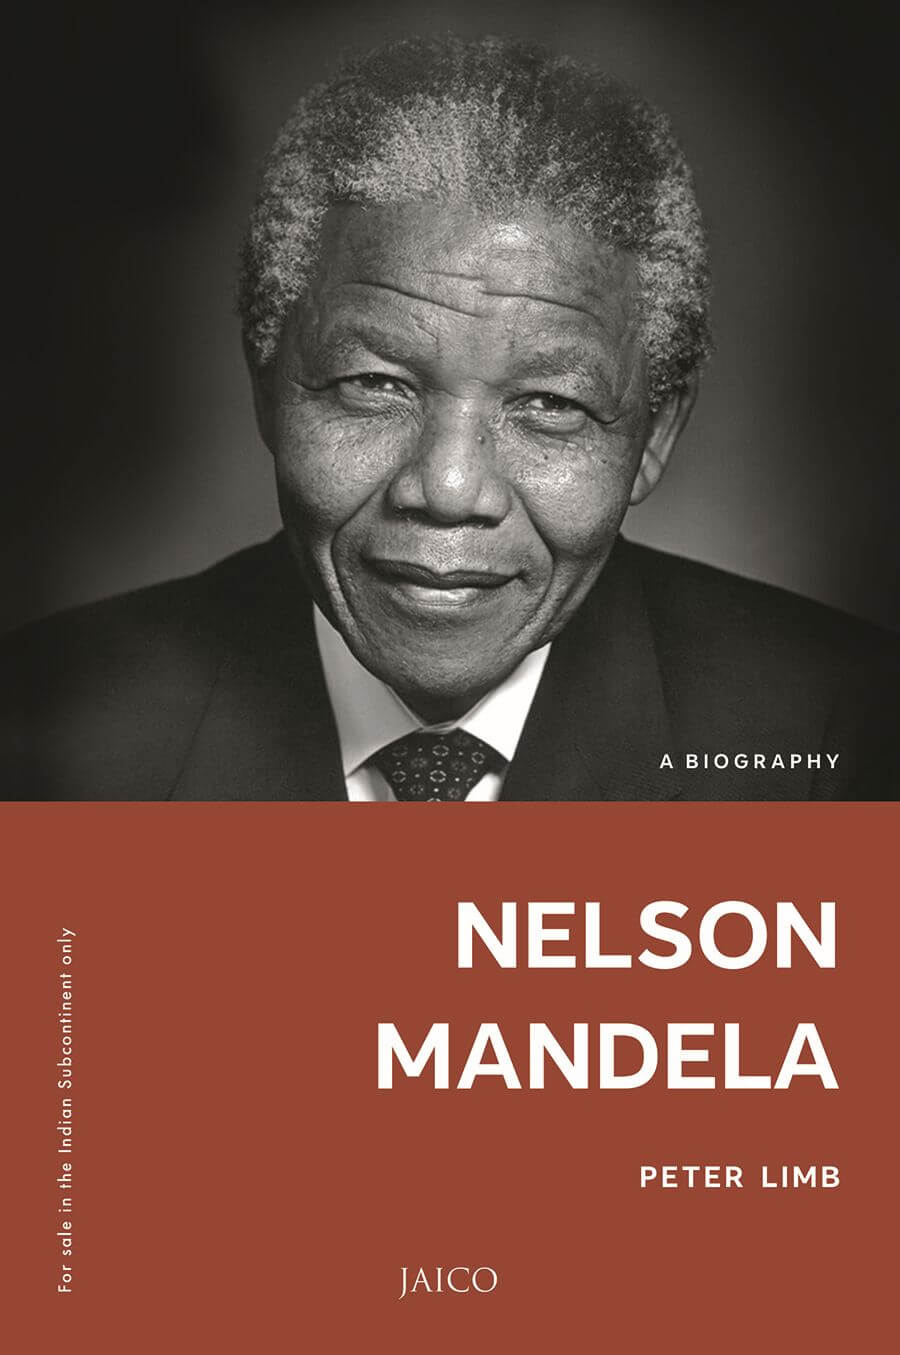 A BIOGRAPHY
NELSON
MANDELA
PETER LIMB
For sale in the Indian Subcontinent only
JAICO